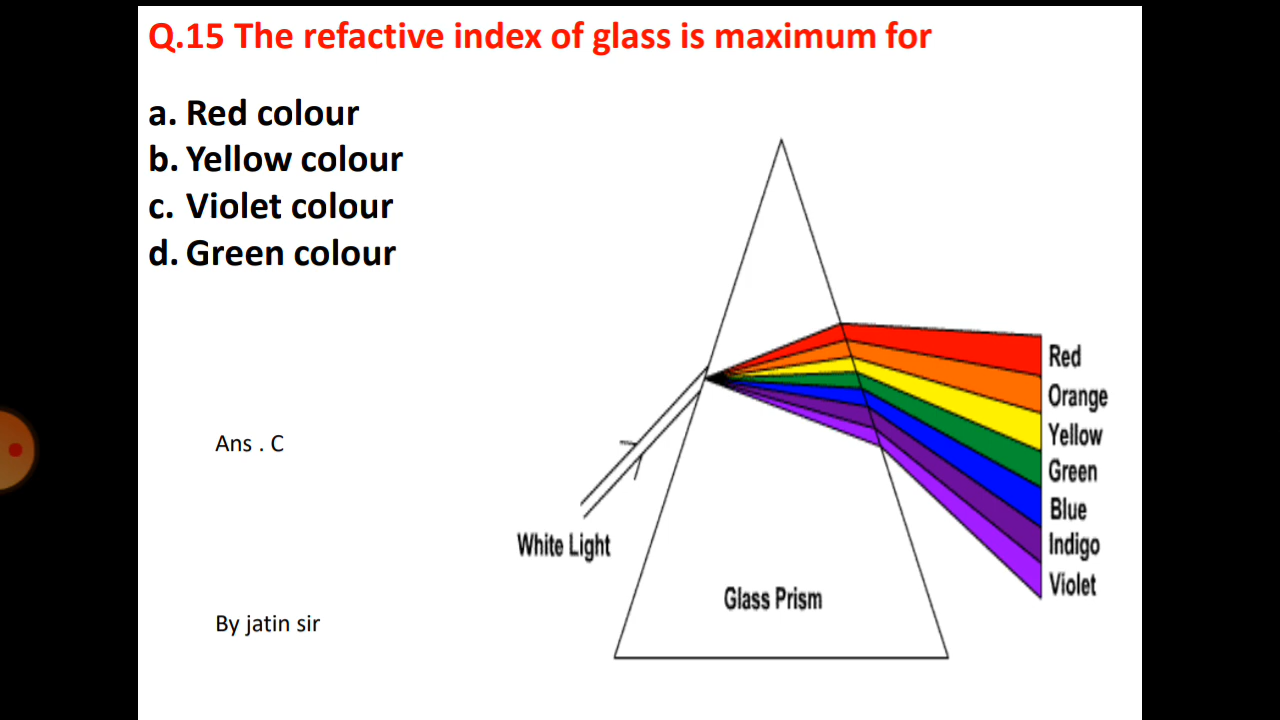 Q.15 The refactive index of glass is maximum for
a. Red colour
b. Yellow colour
c. Violet colour
d. Green colour
Red
Orange
Yellow
Green
Blue
Indigo
Violet
Ans . C
White Light
Glass Prism
By jatin sir